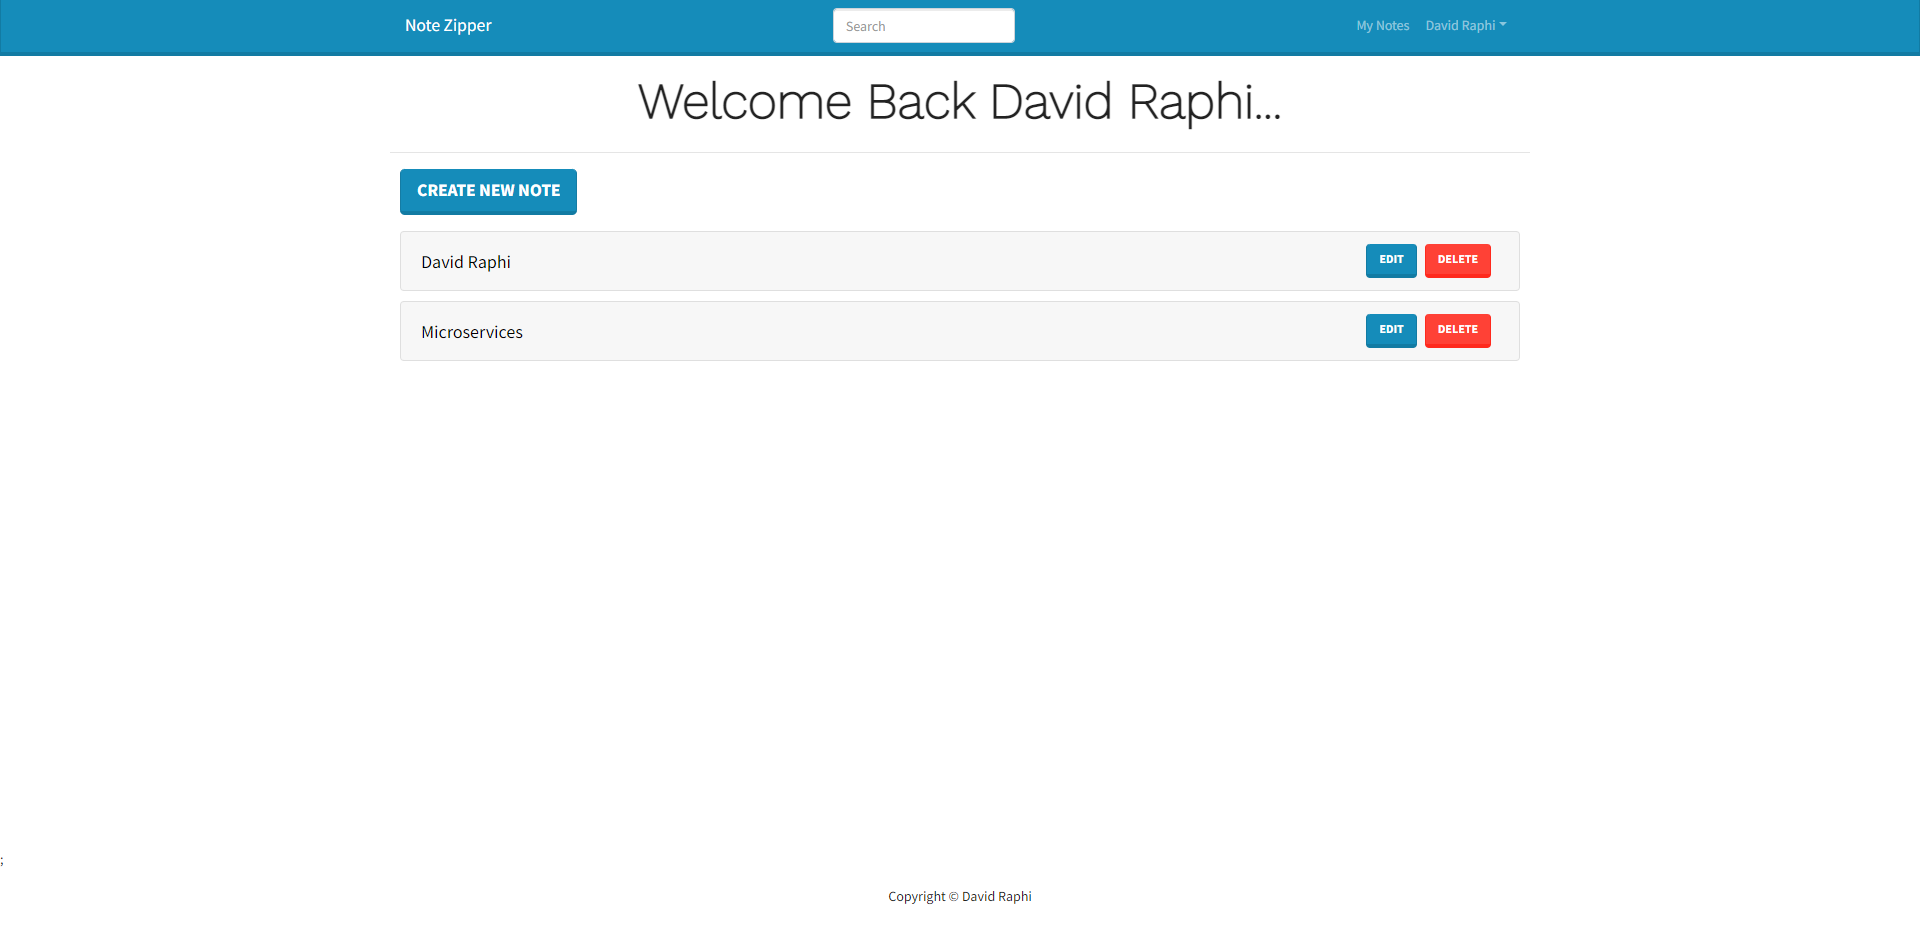 Note Zipper
Search
My Notes
David Raphi
Welcome Back David Raphi...
CREATE NEW NOTE
David Raphi
EDIT
DELETE
Microservices
EDIT
DELETE
;
Copyright © David Raphi